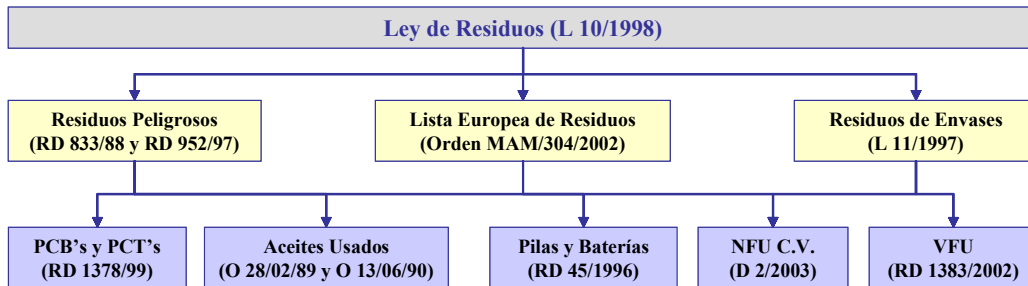 Ley de Residuos (L 10/1998)
Residuos Peligrosos
(RD 833/88 y RD 952/97)
Lista Europea de Residuos
(Orden MAM/304/2002)
Residuos de Envases
(L 11/1997)
PCB’s y PCT’s
(RD 1378/99)
Aceites Usados
(O 28/02/89 y O 13/06/90)
Pilas y Baterías
(RD 45/1996)
NFU C.V.
(D 2/2003)
VFU
(RD 1383/2002)